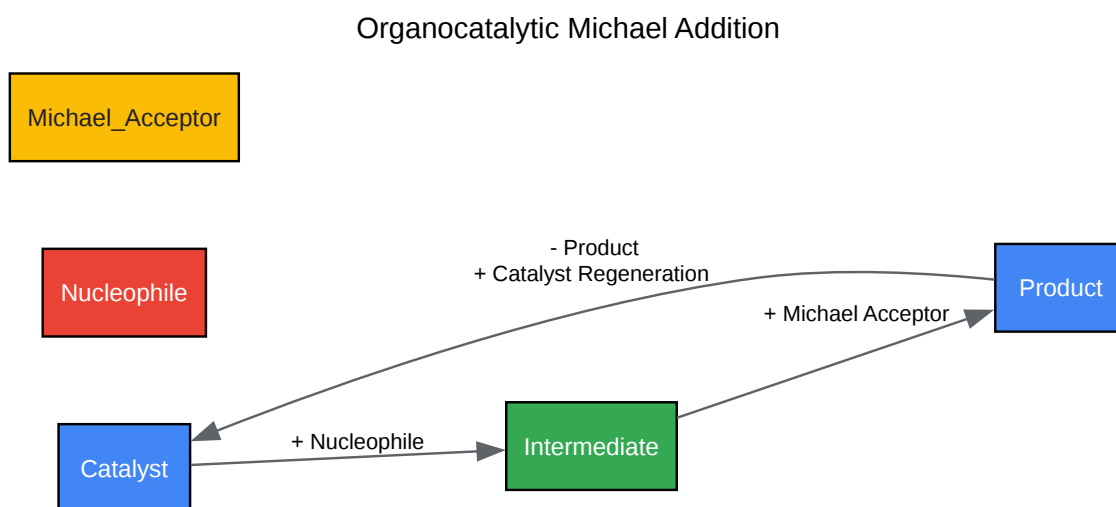 Organocatalytic Michael Addition
Michael_Acceptor
Nucleophile
- Product
+ Catalyst Regeneration
Product
+ Michael Acceptor
+ Nucleophile
Intermediate
Catalyst